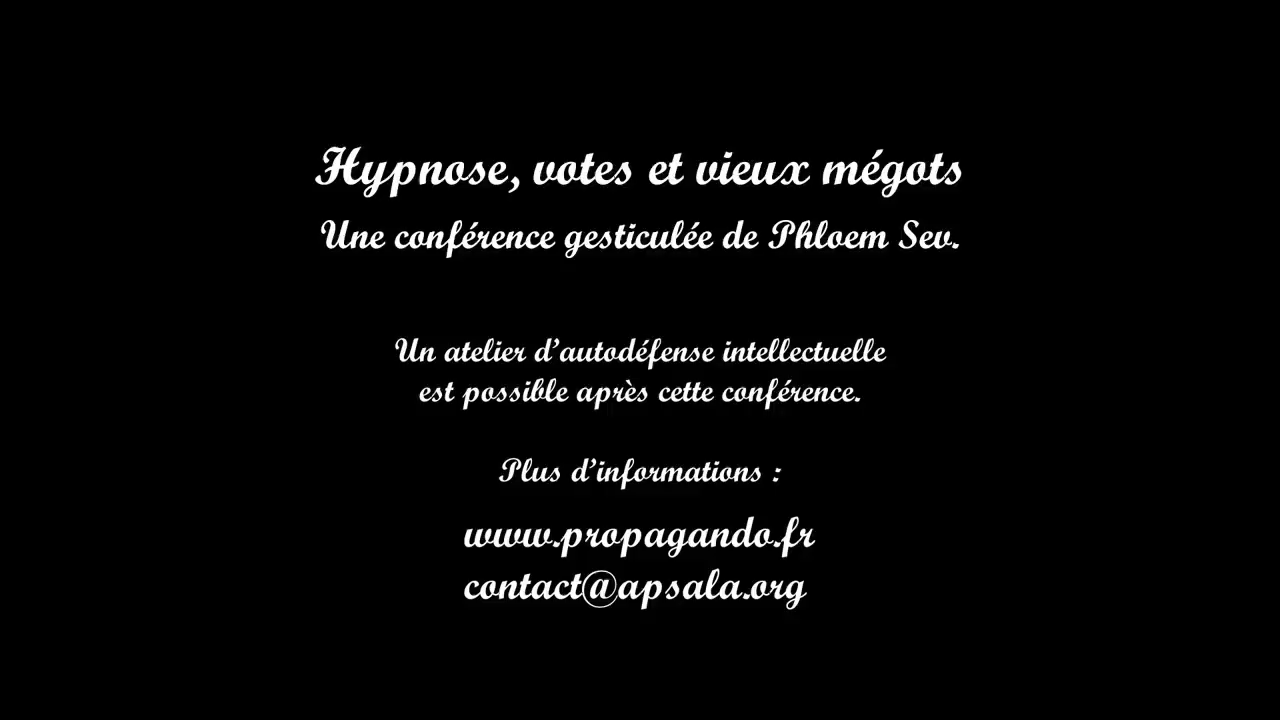 Hypnose, votes et vieux mégots
Une conférence gesticulée de Phloem Sev.
Un atelier d'autodéfense intellectuelle
est possible après cette conférence.
Plus d'informations :
www.propagando.fr
contact@apsala.org